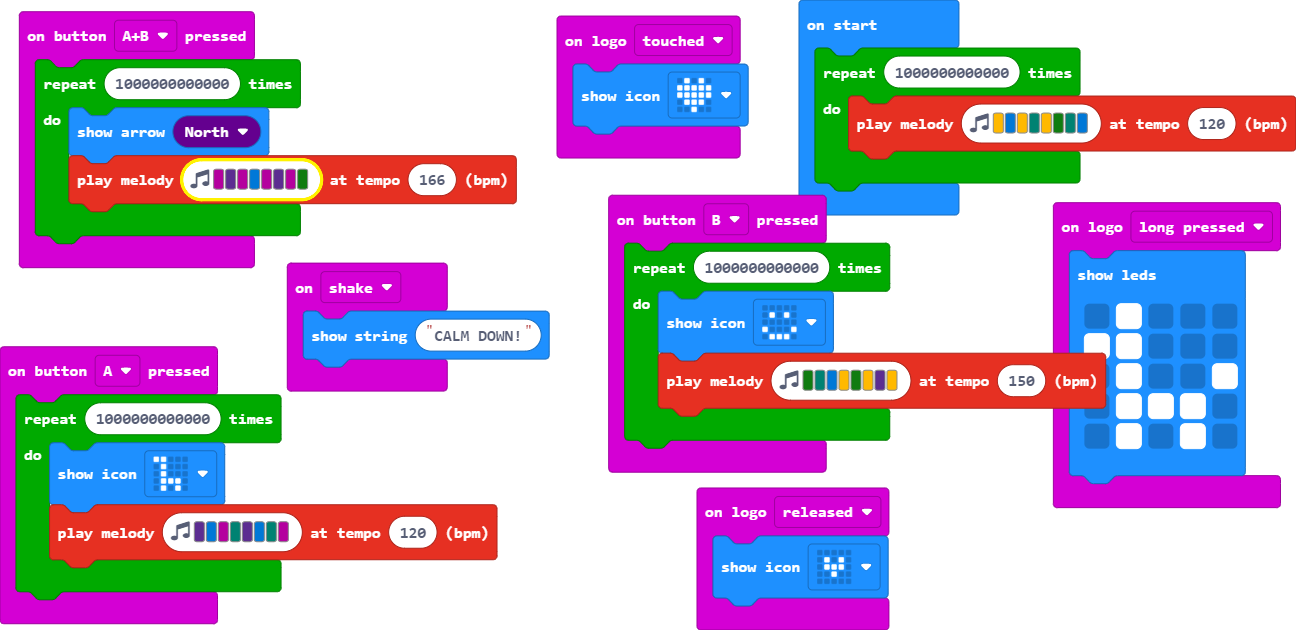 on button A+B pressed
repeat 1000000000000 times
do
show arrow North
play melody at tempo 166 (bpm)
on logo touched
show icon
on start
repeat 1000000000000 times
do
play melody at tempo 120 (bpm)
on button B pressed
repeat 1000000000000 times
do
show icon
play melody at tempo 150 (bpm)
on logo long pressed
show leds
on shake
show string "CALM DOWN!"
on button A pressed
repeat 1000000000000 times
do
show icon
play melody at tempo 120 (bpm)
on logo released
show icon